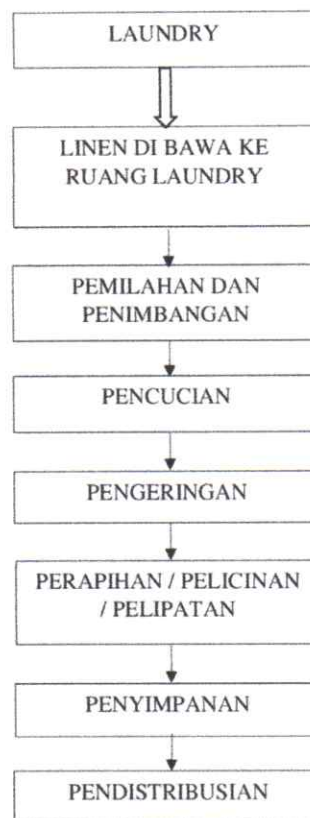 LAUNDRY
LINEN DI BAWA KE
RUANG LAUNDRY
PEMILAHAN DAN
PENIMBANGAN
PENCUCIAN
PENGERINGAN
PERAPIHAN / PELICINAN
/ PELIPATAN
PENYIMPANAN
PENDISTRIBUSIAN